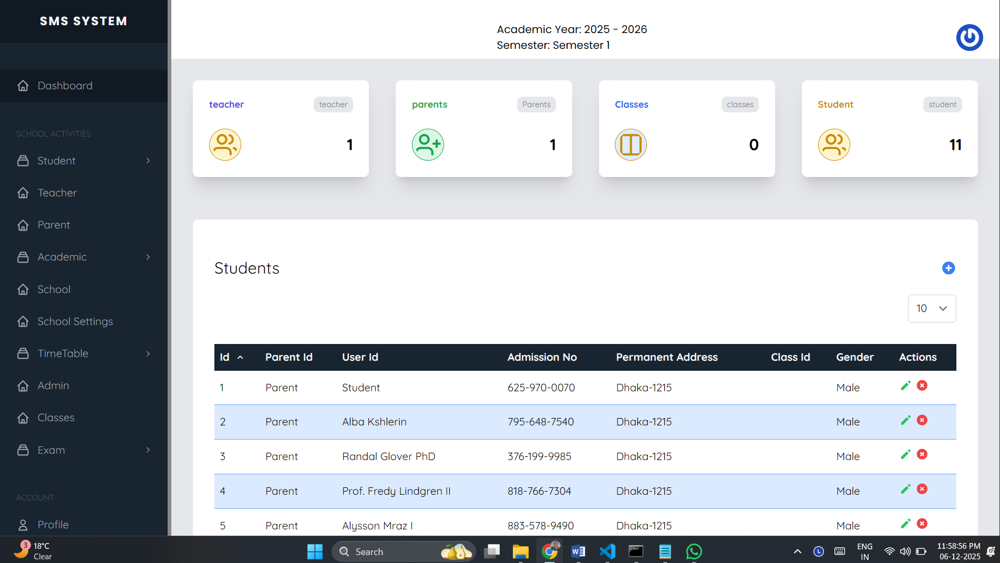 SMS SYSTEM
Dashboard
SCHOOL ACTIVITIES
Student
Teacher
Parent
Academic
School
School Settings
TimeTable
Admin
Classes
Exam
ACCOUNT
Profile
Academic Year: 2025 - 2026
Semester: Semester 1
teacher teacher
1
parents Parents
1
Classes classes
0
Student student
11
Students
10
Id Parent Id User Id Admission No Permanent Address Class Id Gender Actions
1 Parent Student 625-970-0070 Dhaka-1215 Male
2 Parent Alba Kshlerin 795-648-7540 Dhaka-1215 Male
3 Parent Randal Glover PhD 376-199-9985 Dhaka-1215 Male
4 Parent Prof. Fredy Lindgren II 818-766-7304 Dhaka-1215 Male
5 Parent Alysson Mraz I 883-578-9490 Dhaka-1215 Male
3 18°C
Clear
Search
W
L
ENG
IN
11:58:56 PM
06-12-2025